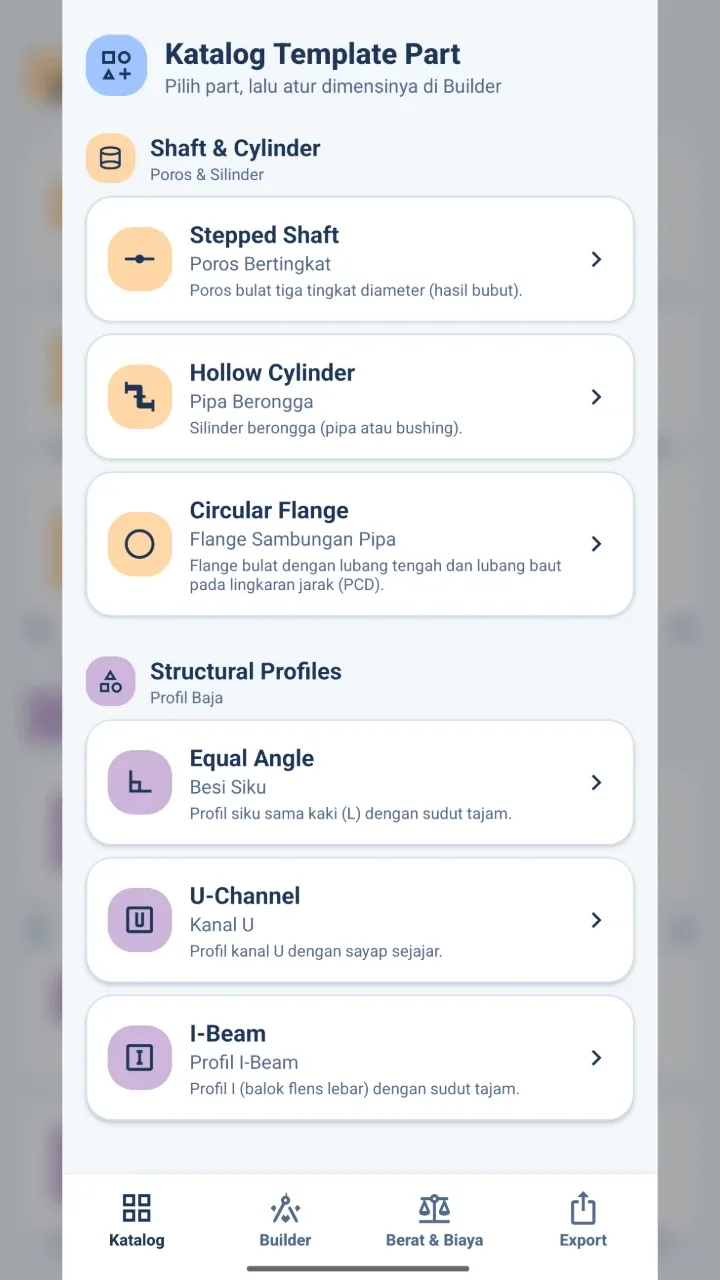 Katalog Template Part
Pilih part, lalu atur dimensinya di Builder
Shaft & Cylinder
Poros & Silinder
Stepped Shaft
Poros Bertingkat
Poros bulat tiga tingkat diameter (hasil bubut).
Hollow Cylinder
Pipa Berongga
Silinder berongga (pipa atau bushing).
Circular Flange
Flange Sambungan Pipa
Flange bulat dengan lubang tengah dan lubang baut
pada lingkaran jarak (PCD).
Structural Profiles
Profil Baja
Equal Angle
Besi Siku
Profil siku sama kaki (L) dengan sudut tajam.
U
U-Channel
Kanal U
Profil kanal U dengan sayap sejajar.
I
I-Beam
Profil I-Beam
Profil I (balok flens lebar) dengan sudut tajam.
Katalog
Builder
Berat & Biaya
Export